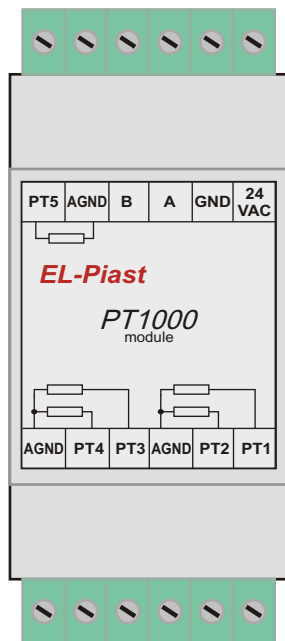 PT5 AGND B A GND 24 VAC
EL-Piast
PT1000
module
AGND PT4 PT3 AGND PT2 PT1